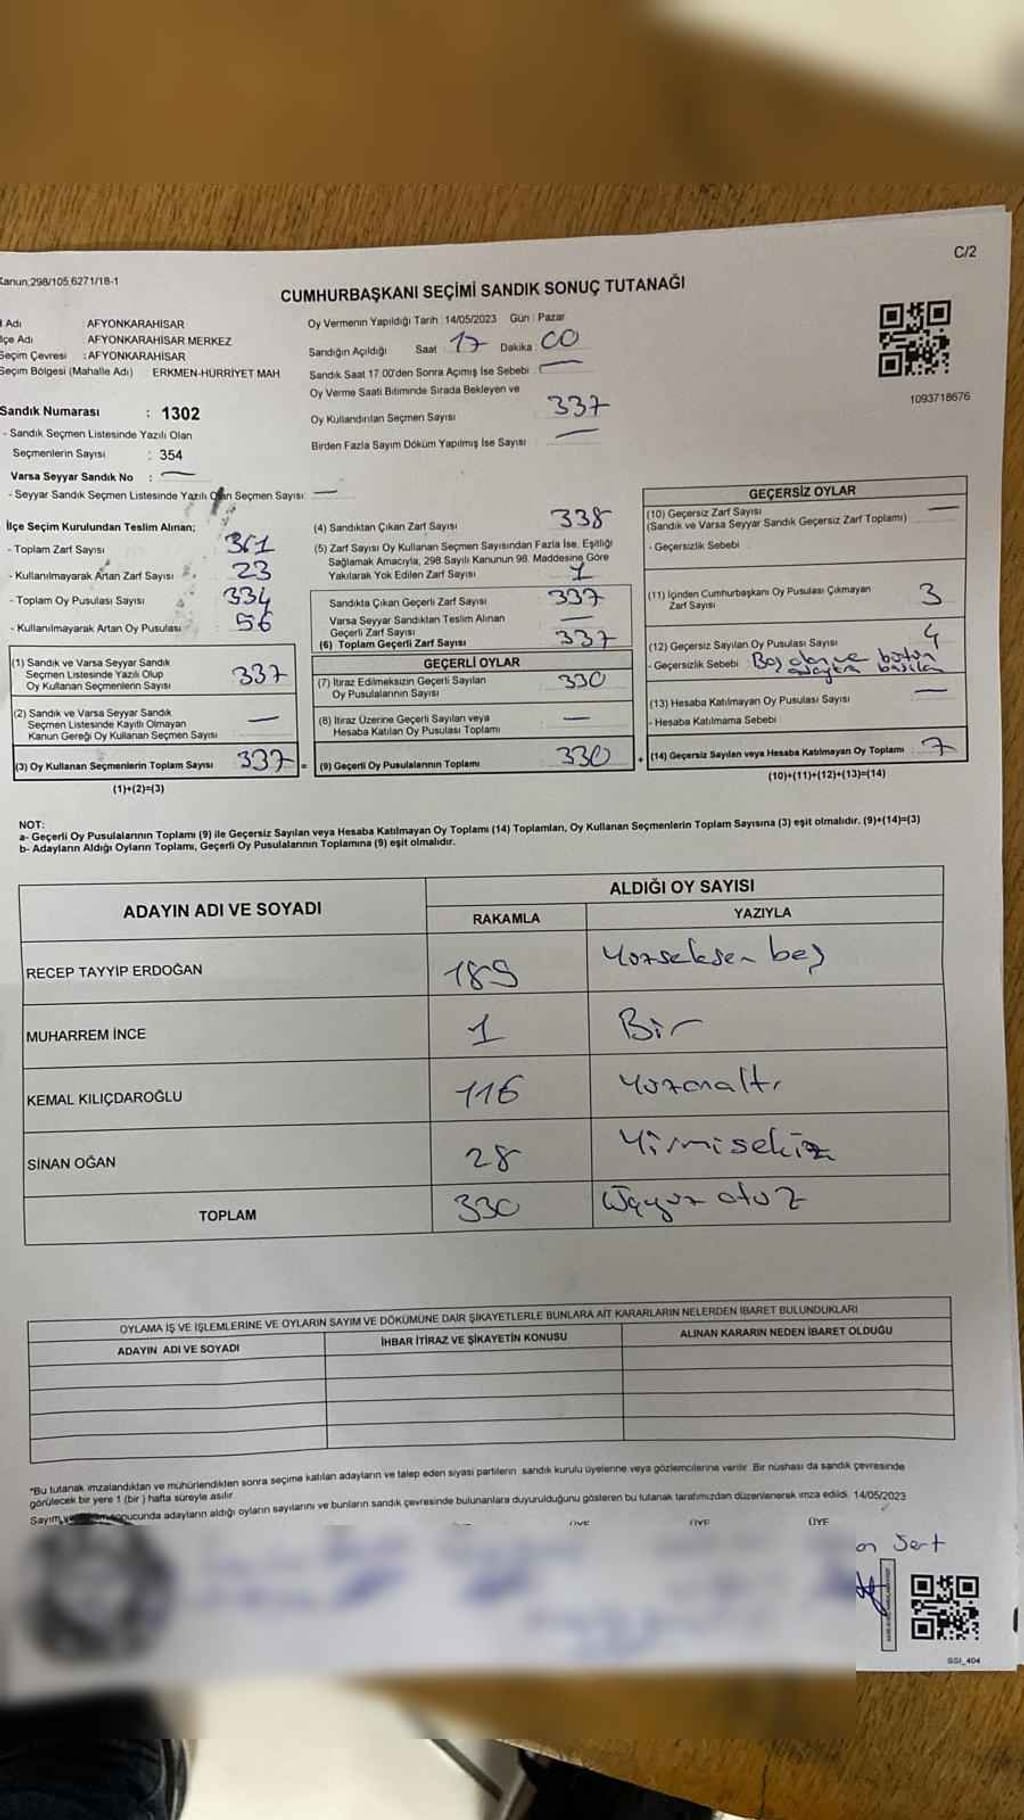 Kanun:298/105,6271/18-1
C/2
CUMHURBAŞKANI SEÇİMİ SANDIK SONUÇ TUTANAĞI
Adı AFYONKARAHİSAR
lçe Adı : AFYONKARAHİSAR MERKEZ
Seçim Çevresi : AFYONKARAHİSAR
Seçim Bölgesi (Mahalle Adı) ERKMEN-HÜRRİYET MAH
Sandık Numarası : 1302
- Sandık Seçmen Listesinde Yazılı Olan
Seçmenlerin Sayısı : 354
Varsa Seyyar Sandık No : —
- Seyyar Sandık Seçmen Listesinde Yazılı Olan Seçmen Sayısı: —
Oy Vermenin Yapıldığı Tarih : 14/05/2023 Gün : Pazar
Sandığın Açıldığı Saat : 17 Dakika : 00
Sandık Saat 17.00'den Sonra Açılmış İse Sebebi : —
Oy Verme Saati Bitiminde Sırada Bekleyen ve
Oy Kullandırılan Seçmen Sayısı 337
Birden Fazla Sayım Döküm Yapılmış İse Sayısı —
1093718676
İlçe Seçim Kurulundan Teslim Alınan;
- Toplam Zarf Sayısı 361
- Kullanılmayarak Artan Zarf Sayısı 23
- Toplam Oy Pusulası Sayısı 334
- Kullanılmayarak Artan Oy Pusulası 56
(1) Sandık ve Varsa Seyyar Sandık
Seçmen Listesinde Yazılı Olup
Oy Kullanan Seçmenlerin Sayısı 337
(2) Sandık ve Varsa Seyyar Sandık
Seçmen Listesinde Kayıtlı Olmayan
Kanun Gereği Oy Kullanan Seçmen Sayısı —
(3) Oy Kullanan Seçmenlerin Toplam Sayısı 337 =
(1)+(2)=(3)
(4) Sandıktan Çıkan Zarf Sayısı 338
(5) Zarf Sayısı Oy Kullanan Seçmen Sayısından Fazla İse, Eşitliği
Sağlamak Amacıyla, 298 Sayılı Kanunun 98. Maddesine Göre
Yakılarak Yok Edilen Zarf Sayısı 1
Sandıkta Çıkan Geçerli Zarf Sayısı 337
Varsa Seyyar Sandıktan Teslim Alınan
Geçerli Zarf Sayısı —
(6) Toplam Geçerli Zarf Sayısı 337
GEÇERLİ OYLAR
(7) İtiraz Edilmeksizin Geçerli Sayılan
Oy Pusulalarının Sayısı 330
(8) İtiraz Üzerine Geçerli Sayılan veya
Hesaba Katılan Oy Pusulası Toplamı —
(9) Geçerli Oy Pusulalarının Toplamı 330 +
GEÇERSİZ OYLAR
(10) Geçersiz Zarf Sayısı —
(Sandık ve Varsa Seyyar Sandık Geçersiz Zarf Toplamı)
- Geçersizlik Sebebi
(11) İçinden Cumhurbaşkanı Oy Pusulası Çıkmayan
Zarf Sayısı 3
(12) Geçersiz Sayılan Oy Pusulası Sayısı 4
- Geçersizlik Sebebi : Boş olan ve bütün
(13) Hesaba Katılmayan Oy Pusulası Sayısı —
- Hesaba Katılmama Sebebi :
(14) Geçersiz Sayılan veya Hesaba Katılmayan Oy Toplamı : 7
(10)+(11)+(12)+(13)=(14)
NOT:
a- Geçerli Oy Pusulalarının Toplamı (9) ile Geçersiz Sayılan veya Hesaba Katılmayan Oy Toplamı (14) Toplamları, Oy Kullanan Seçmenlerin Toplam Sayısına (3) eşit olmalıdır. (9)+(14)=(3)
b- Adayların Aldığı Oyların Toplamı, Geçerli Oy Pusulalarının Toplamına (9) eşit olmalıdır.
ADAYIN ADI VE SOYADI ALDIĞI OY SAYISI
RAKAMLA YAZIYLA
RECEP TAYYİP ERDOĞAN 185 Yüzseksen beş
MUHARREM İNCE 1 Bir
KEMAL KILIÇDAROĞLU 116 Yüzonaltı
SİNAN OĞAN 28 Yirmisekiz
TOPLAM 330 Üçyüz otuz
OYLAMA İŞ VE İŞLEMLERİNE VE OYLARIN SAYIM VE DÖKÜMÜNE DAİR ŞİKAYETLERLE BUNLARA AİT KARARLARIN NELERDEN İBARET BULUNDUKLARI
ADAYIN ADI VE SOYADI İHBAR İTİRAZ VE ŞİKAYETİN KONUSU ALINAN KARARIN NEDEN İBARET OLDUĞU
*Bu tutanak imzalandıktan ve mühürlendikten sonra seçime katılan adayların ve talep eden siyasi partilerin sandık kurulu üyelerine veya gözlemcilerine verilir. Bir nüshası da sandık çevresinde
görülecek bir yere 1 (bir) hafta süreyle asılır.
Sayım ucunda adayların aldığı oyların sayılarını ve bunların sandık çevresinde bulunanlara duyurulduğunu gösteren bu tutanak tarafımızdan düzenlenerek imza edildi. 14/05/2023
ÜYE ÜYE ÜYE
on Sert
SSI_404